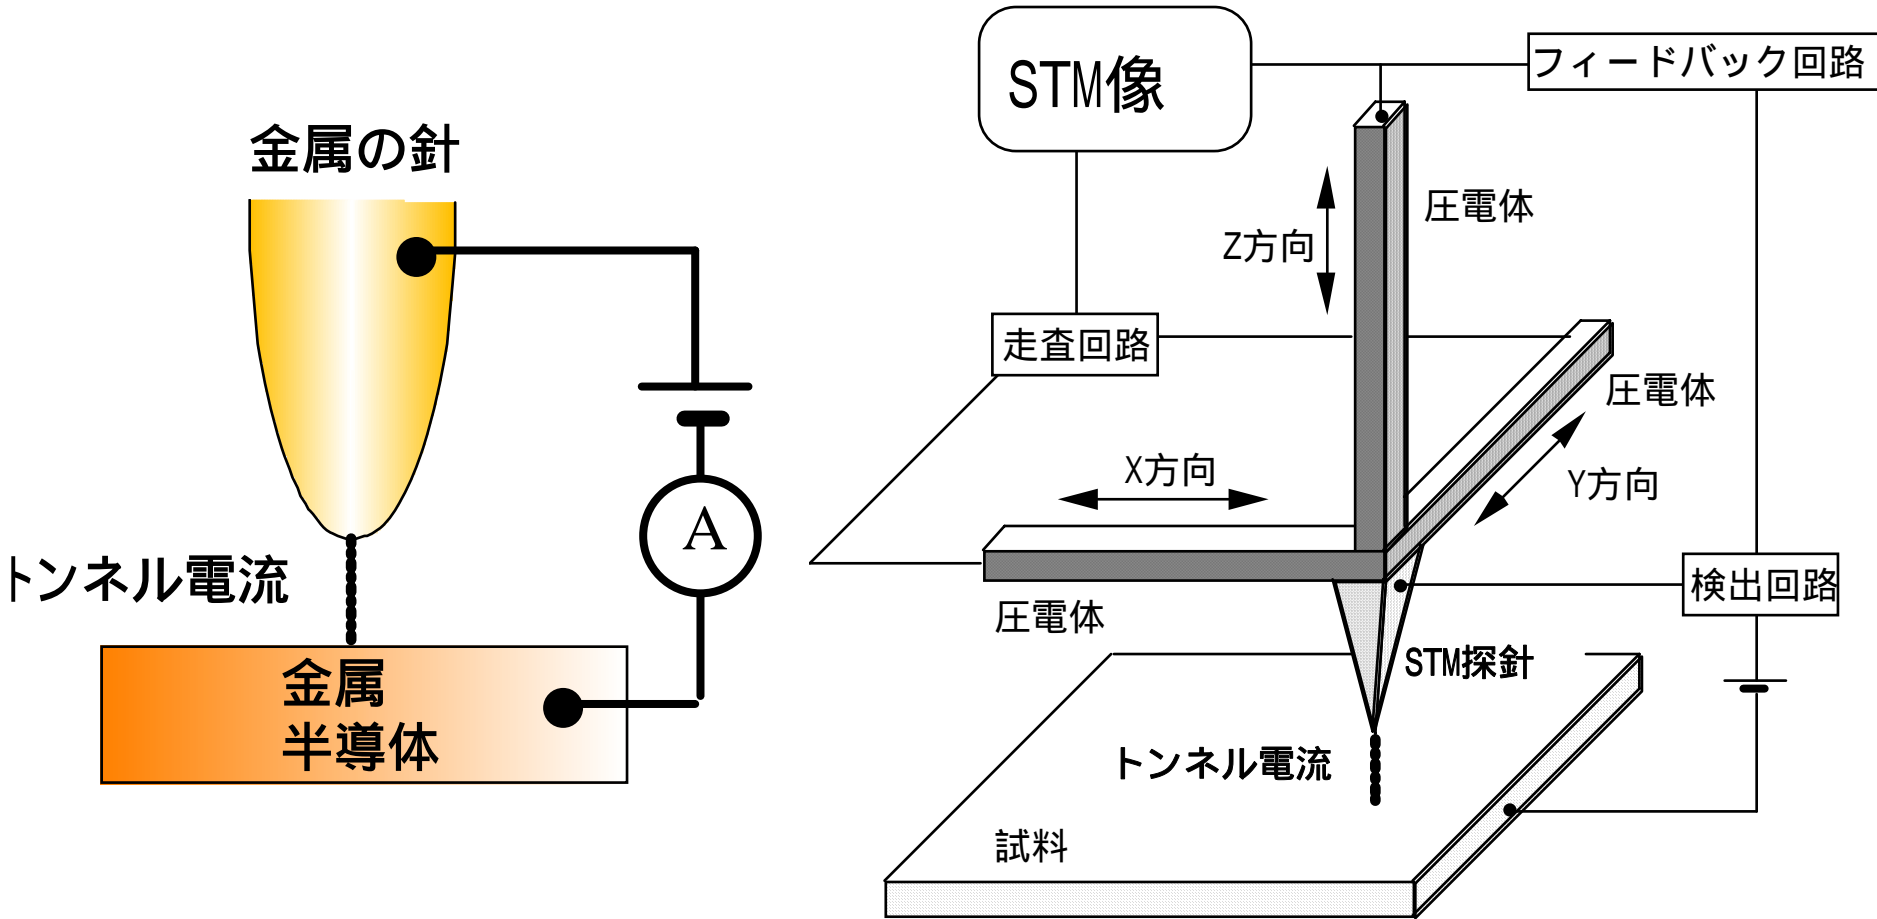 金属の針
トンネル電流
金属
半導体
A
STM像
フィードバック回路
圧電体
Z方向
走査回路
圧電体
X方向
Y方向
圧電体
検出回路
STM探針
トンネル電流
試料